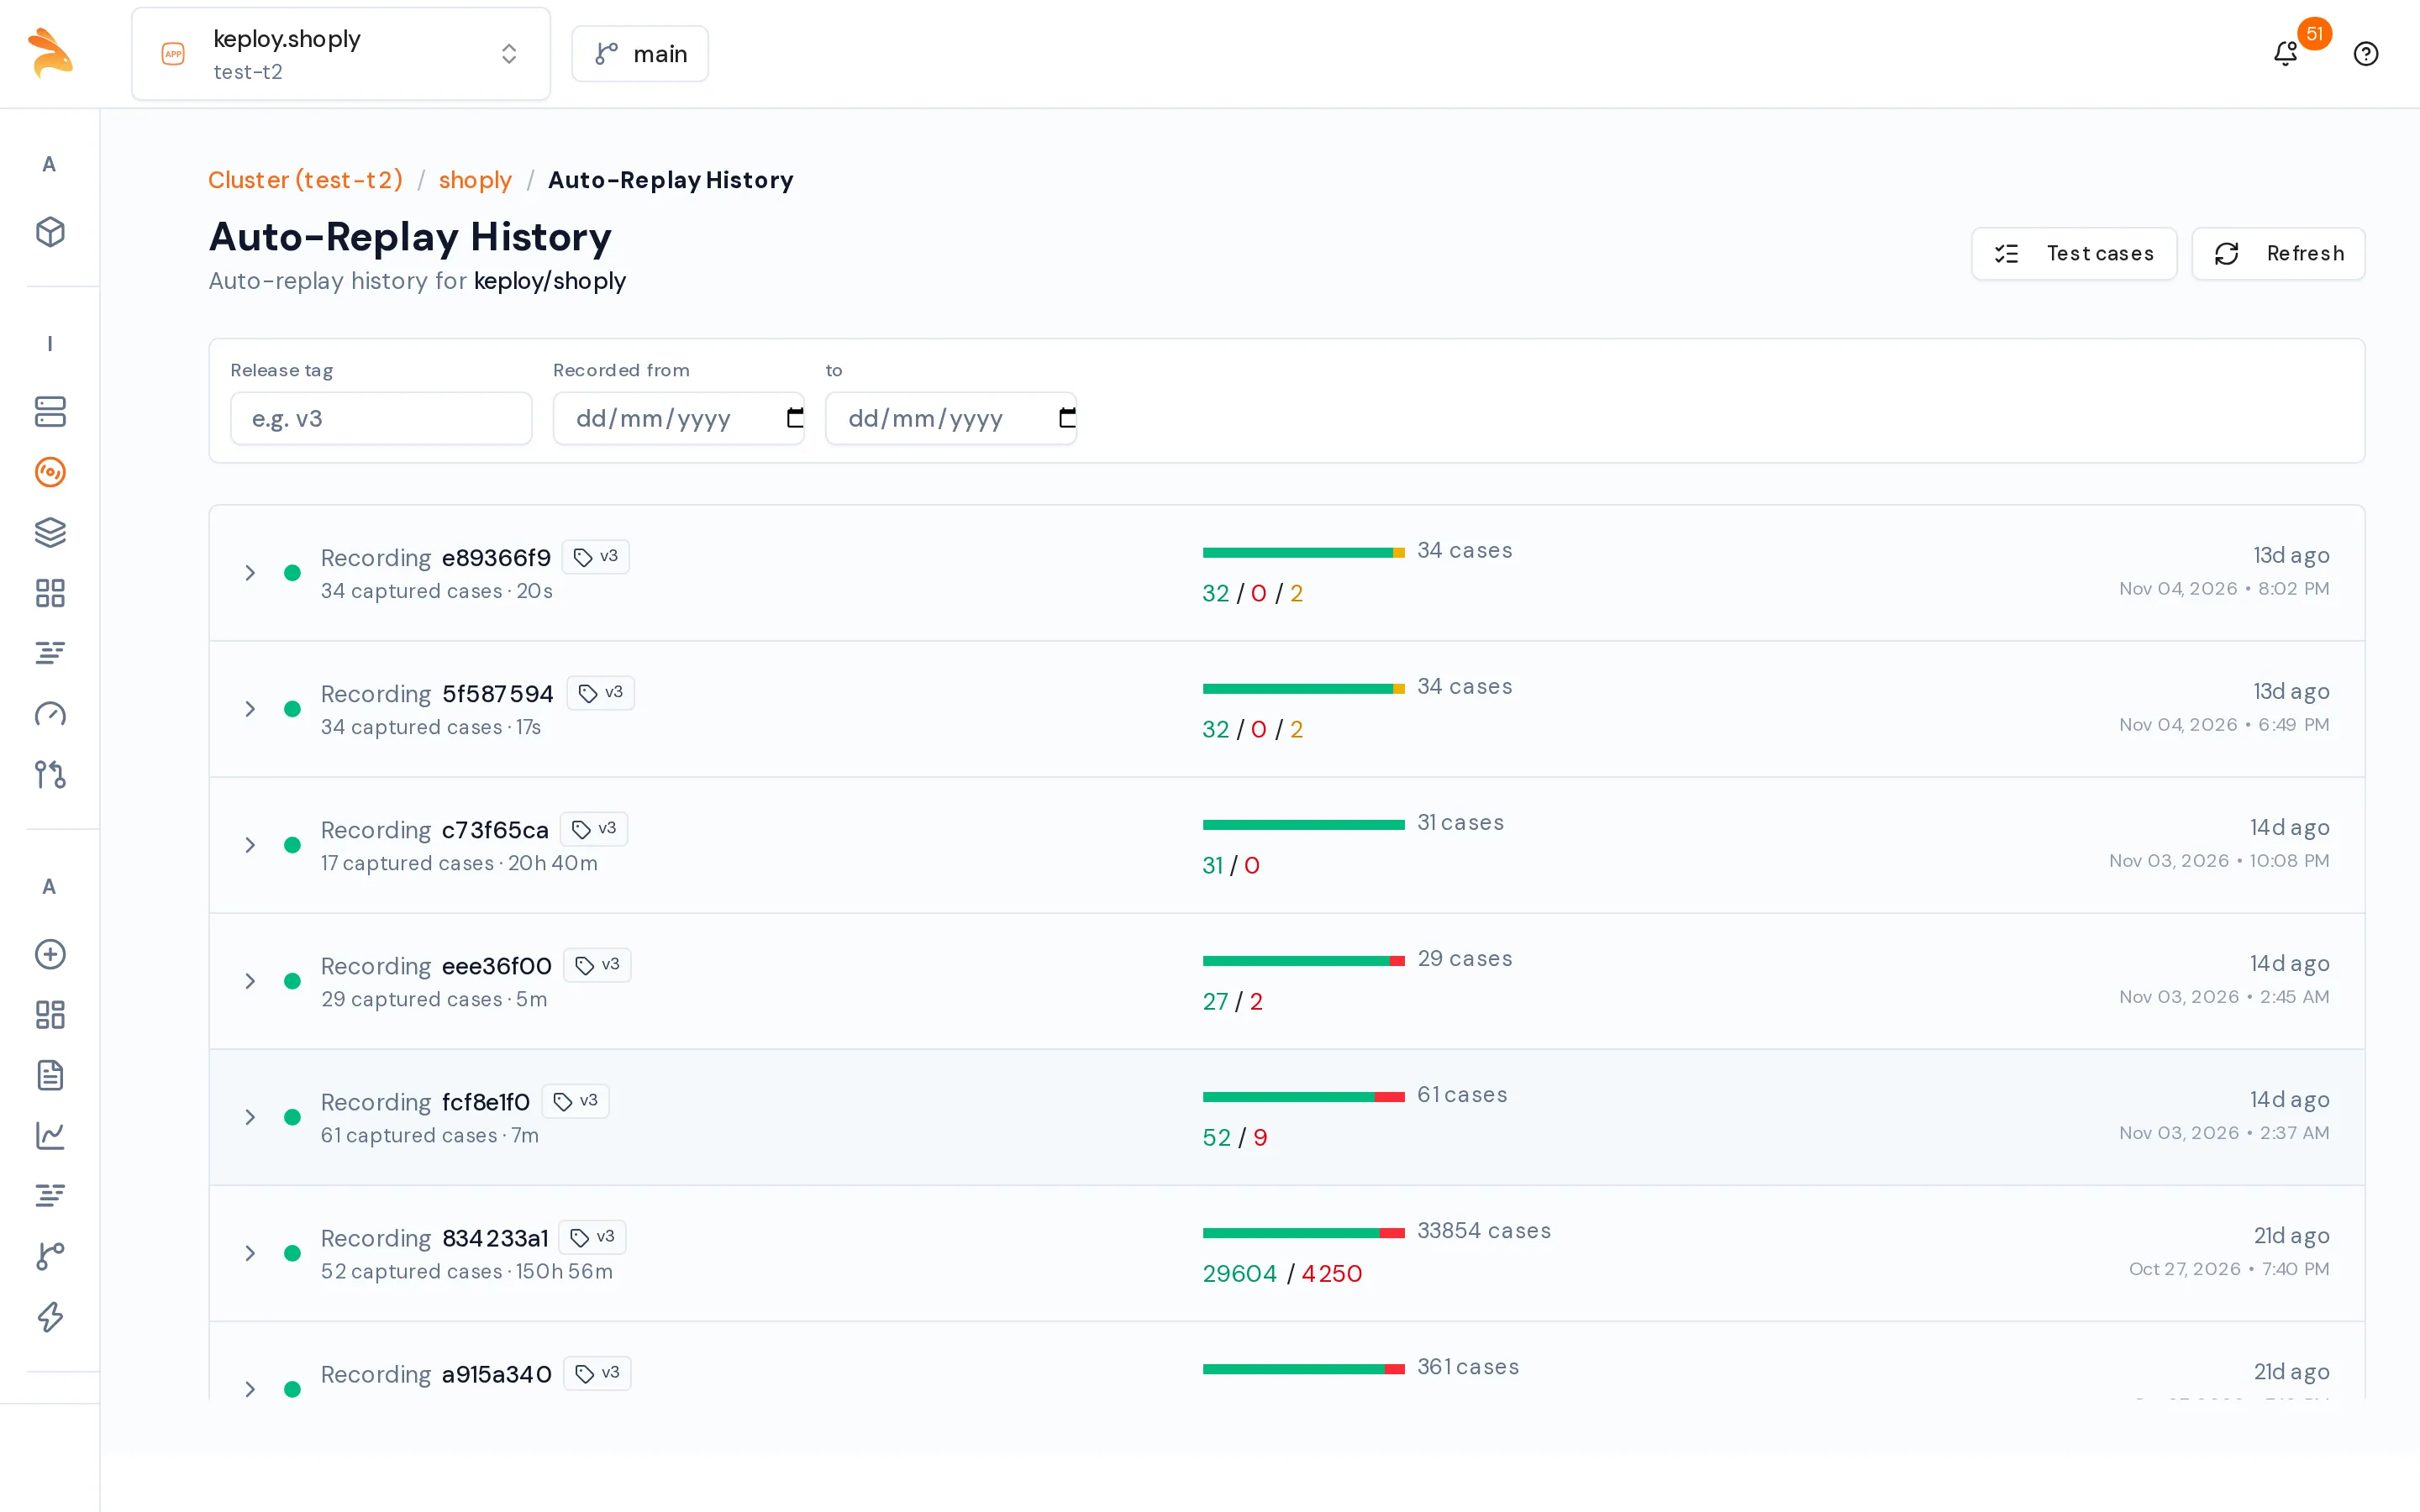 keploy.shoply
test-t2
main
51
APP
A
I
A
Cluster (test-t2) / shoply / Auto-Replay History
Auto-Replay History
Auto-replay history for keploy/shoply
Test cases
Refresh
Release tag
Recorded from
to
e.g. v3
dd/mm/yyyy
dd/mm/yyyy
Recording e89366f9 v3
34 captured cases · 20s
34 cases
32 / 0 / 2
13d ago
Nov 04, 2026 • 8:02 PM
Recording 5f587594 v3
34 captured cases · 17s
34 cases
32 / 0 / 2
13d ago
Nov 04, 2026 • 6:49 PM
Recording c73f65ca v3
17 captured cases · 20h 40m
31 cases
31 / 0
14d ago
Nov 03, 2026 • 10:08 PM
Recording eee36f00 v3
29 captured cases · 5m
29 cases
27 / 2
14d ago
Nov 03, 2026 • 2:45 AM
Recording fcf8e1f0 v3
61 captured cases · 7m
61 cases
52 / 9
14d ago
Nov 03, 2026 • 2:37 AM
Recording 834233a1 v3
52 captured cases · 150h 56m
33854 cases
29604 / 4250
21d ago
Oct 27, 2026 • 7:40 PM
Recording a915a340 v3
361 cases
21d ago